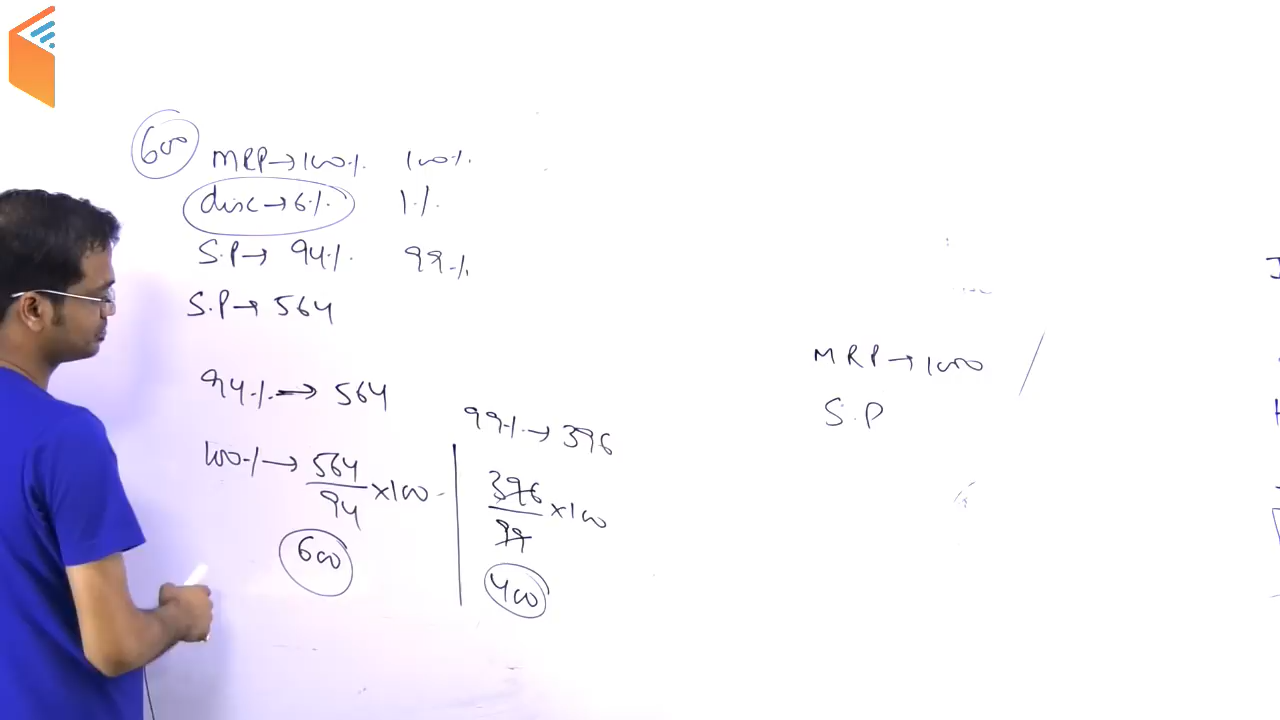 600
MRP→100% 100%
disc→6% 1%
S.P→ 94% 99%
S.P→ 564
94%→ 564
100%→ 564/94 ×100
600
99%→396
396/99 ×100
400
MRP→1000
S.P